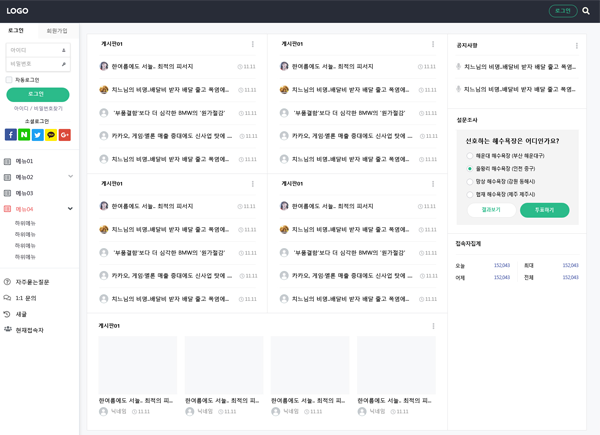 LOGO
로그인
로그인
회원가입
아이디
비밀번호
자동로그인
로그인
아이디 / 비밀번호찾기
소셜로그인
메뉴01
메뉴02
메뉴03
메뉴04
하위메뉴
하위메뉴
하위메뉴
하위메뉴
자주묻는질문
1:1 문의
새글
현재접속자
게시판01
한여름에도 서늘.. 최적의 피서지
11.11
치느님의 비명..배달비 받자 배달 줄고 폭염에...
11.11
'부품결함'보다 더 심각한 BMW의 '원가절감'
11.11
카카오, 게임·멜론 매출 증대에도 신사업 탓에 ...
11.11
치느님의 비명..배달비 받자 배달 줄고 폭염에...
11.11
게시판01
한여름에도 서늘.. 최적의 피서지
11.11
치느님의 비명..배달비 받자 배달 줄고 폭염에...
11.11
'부품결함'보다 더 심각한 BMW의 '원가절감'
11.11
카카오, 게임·멜론 매출 증대에도 신사업 탓에 ...
11.11
치느님의 비명..배달비 받자 배달 줄고 폭염에...
11.11
게시판01
한여름에도 서늘.. 최적의 피서지
11.11
치느님의 비명..배달비 받자 배달 줄고 폭염에...
11.11
'부품결함'보다 더 심각한 BMW의 '원가절감'
11.11
카카오, 게임·멜론 매출 증대에도 신사업 탓에 ...
11.11
치느님의 비명..배달비 받자 배달 줄고 폭염에...
11.11
게시판01
한여름에도 서늘.. 최적의 피서지
11.11
치느님의 비명..배달비 받자 배달 줄고 폭염에...
11.11
'부품결함'보다 더 심각한 BMW의 '원가절감'
11.11
카카오, 게임·멜론 매출 증대에도 신사업 탓에 ...
11.11
치느님의 비명..배달비 받자 배달 줄고 폭염에...
11.11
게시판01
한여름에도 서늘.. 최적의 피...
닉네임 11.11
한여름에도 서늘.. 최적의 피...
닉네임 11.11
한여름에도 서늘.. 최적의 피...
닉네임 11.11
한여름에도 서늘.. 최적의 피...
닉네임 11.11
공지사항
치느님의 비명..배달비 받자 배달 줄고 폭염...
치느님의 비명..배달비 받자 배달 줄고 폭염...
설문조사
선호하는 해수욕장은 어디인가요?
해운대 해수욕장 (부산 해운대구)
을왕리 해수욕장 (인천 중구)
망상 해수욕장 (강원 동해시)
협재 해수욕장 (제주 제주시)
결과보기
투표하기
접속자집계
오늘 152,043 최대 152,043
어제 152,043 전체 152,043